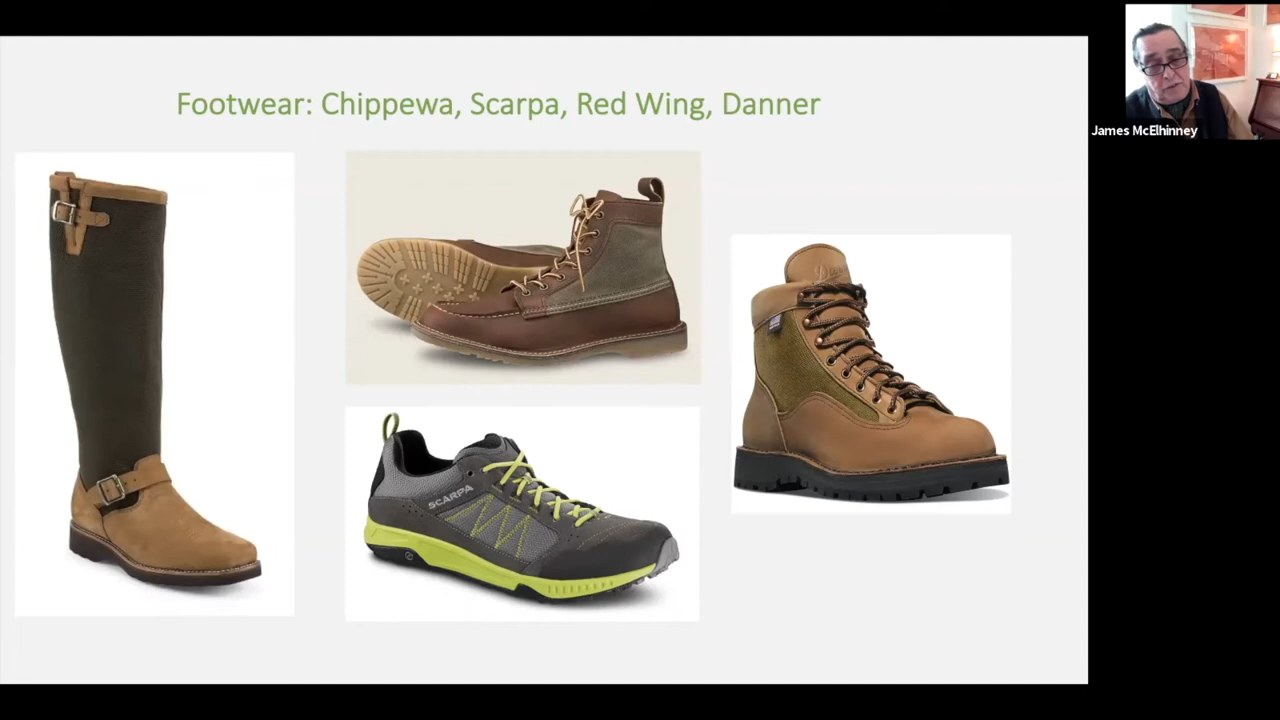 Footwear: Chippewa, Scarpa, Red Wing, Danner
James McElhinney
SCARPA